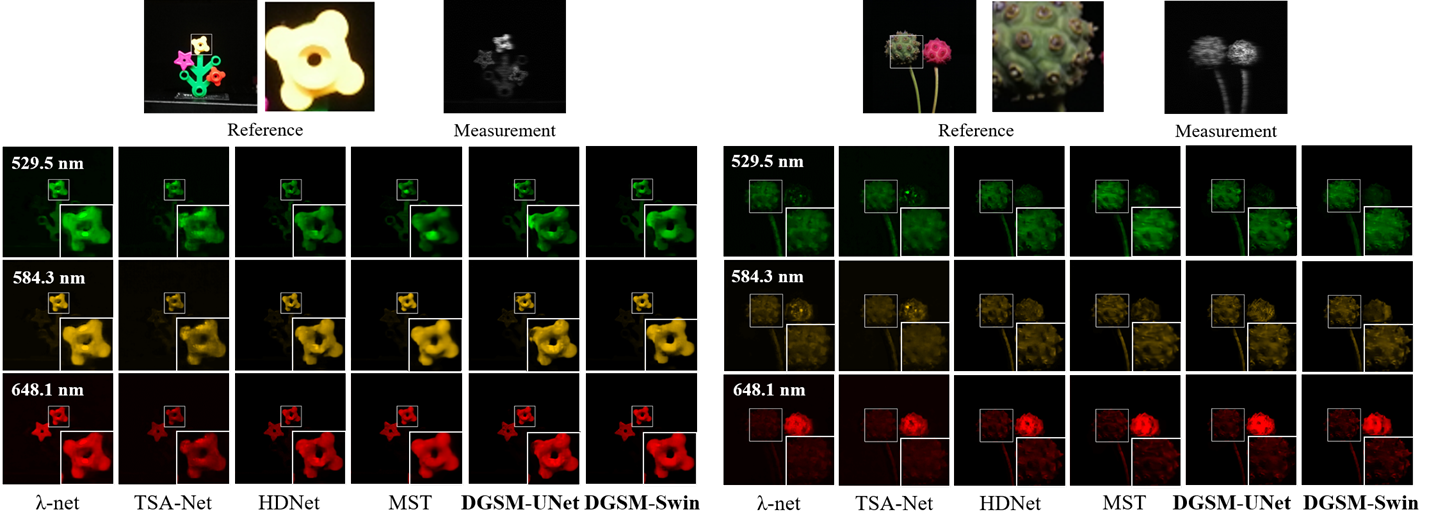 Reference Measurement
529.5 nm
584.3 nm
648.1 nm
λ-net TSA-Net HDNet MST DGSM-UNet DGSM-Swin
Reference Measurement
529.5 nm
584.3 nm
648.1 nm
λ-net TSA-Net HDNet MST DGSM-UNet DGSM-Swin